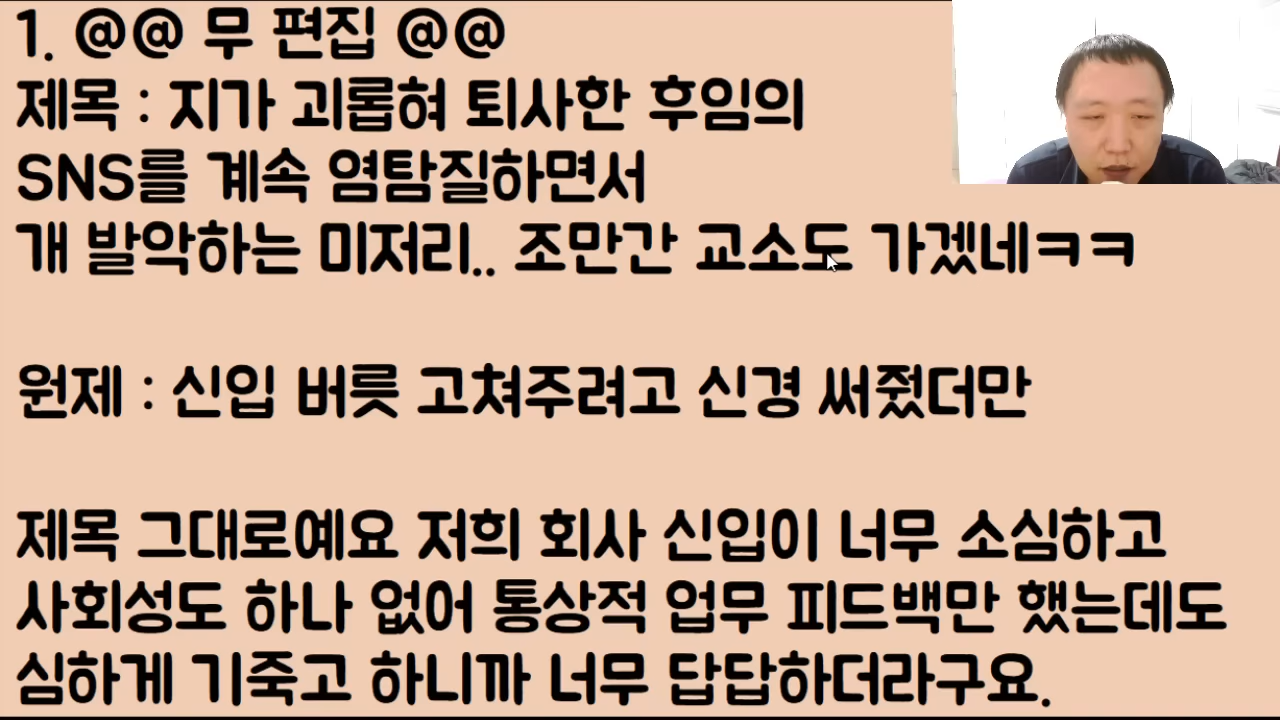 1. @@ 무 편집 @@
제목 : 지가 괴롭혀 퇴사한 후임의
SNS를 계속 염탐질하면서
개 발악하는 미저리.. 조만간 교소도 가겠네ㅋㅋ
원제 : 신입 버릇 고쳐주려고 신경 써줬더만
제목 그대로예요 저희 회사 신입이 너무 소심하고
사회성도 하나 없어 통상적 업무 피드백만 했는데도
심하게 기죽고 하니까 너무 답답하더라구요.